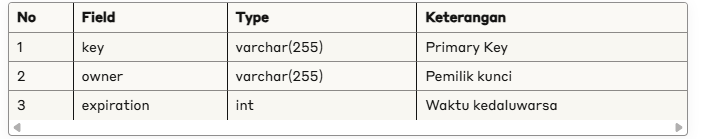 No Field Type Keterangan
1 key varchar(255) Primary Key
2 owner varchar(255) Pemilik kunci
3 expiration int Waktu kedaluwarsa